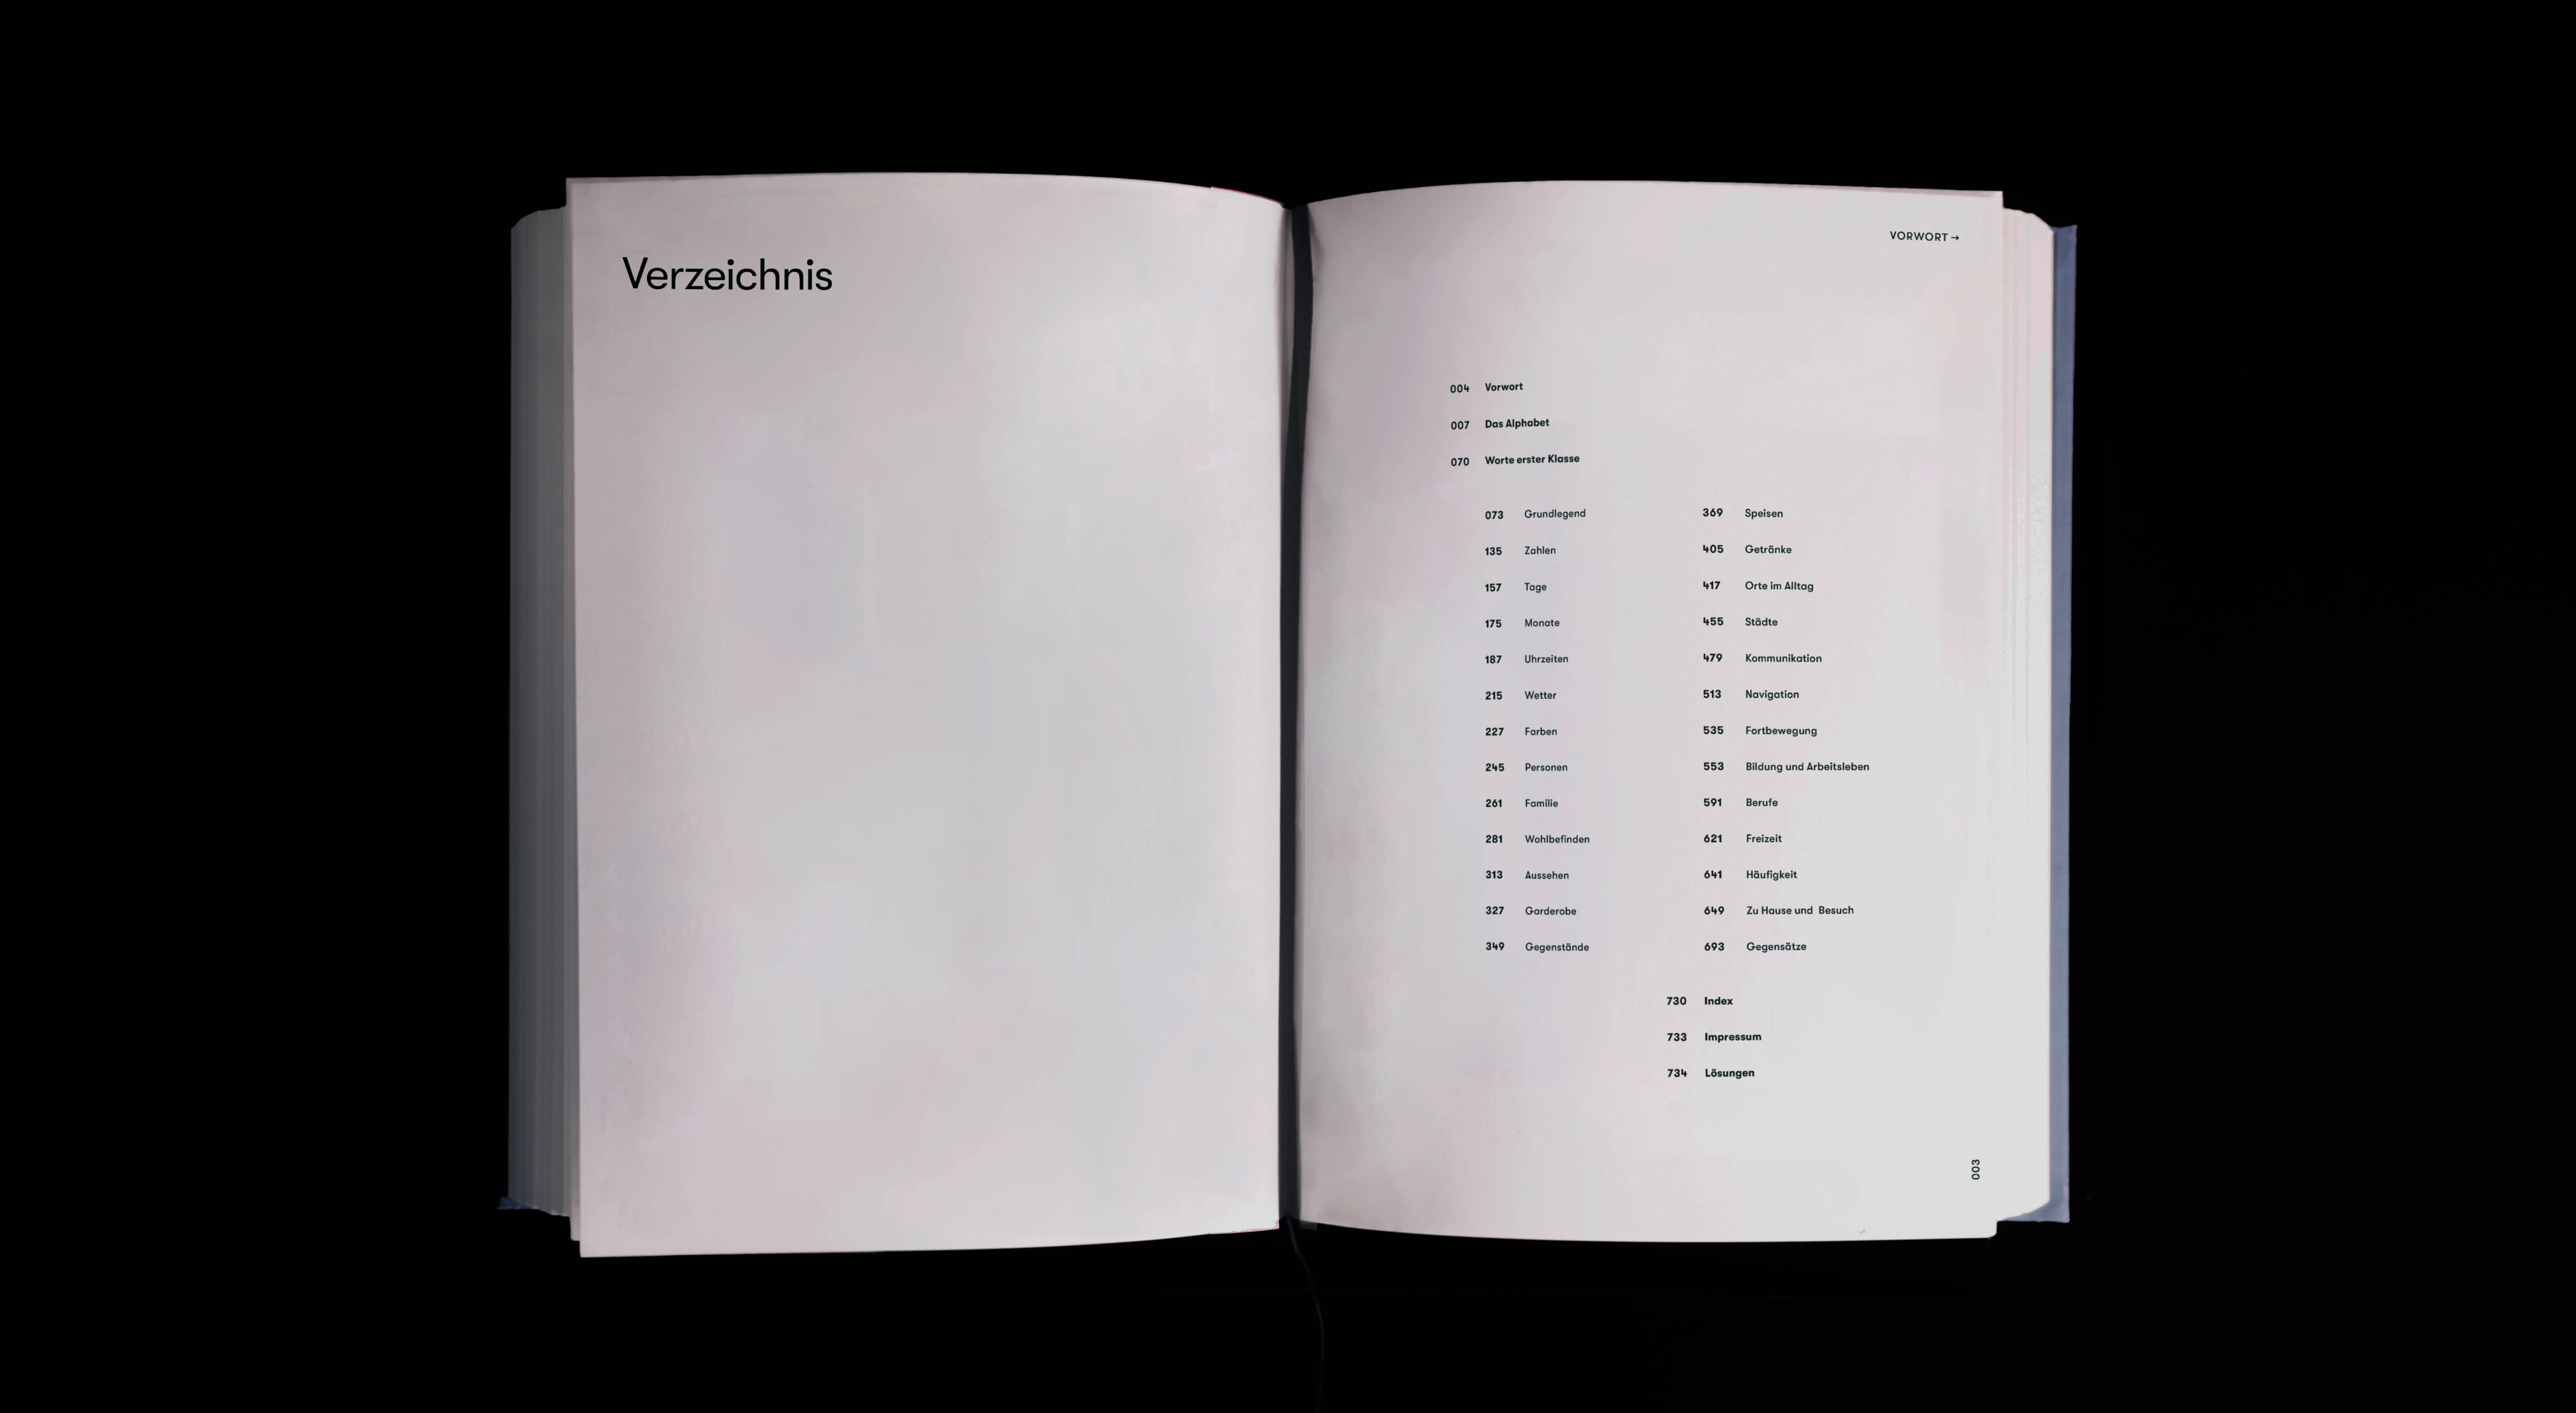 Verzeichnis
VORWORT →
004 Vorwort
007 Das Alphabet
070 Worte erster Klasse
073 Grundlegend
135 Zahlen
157 Tage
175 Monate
187 Uhrzeiten
215 Wetter
227 Farben
245 Personen
261 Familie
281 Wohlbefinden
313 Aussehen
327 Garderobe
349 Gegenstände
369 Speisen
405 Getränke
417 Orte im Alltag
455 Städte
479 Kommunikation
513 Navigation
535 Fortbewegung
553 Bildung und Arbeitsleben
591 Berufe
621 Freizeit
641 Häufigkeit
649 Zu Hause und Besuch
693 Gegensätze
730 Index
733 Impressum
734 Lösungen
003